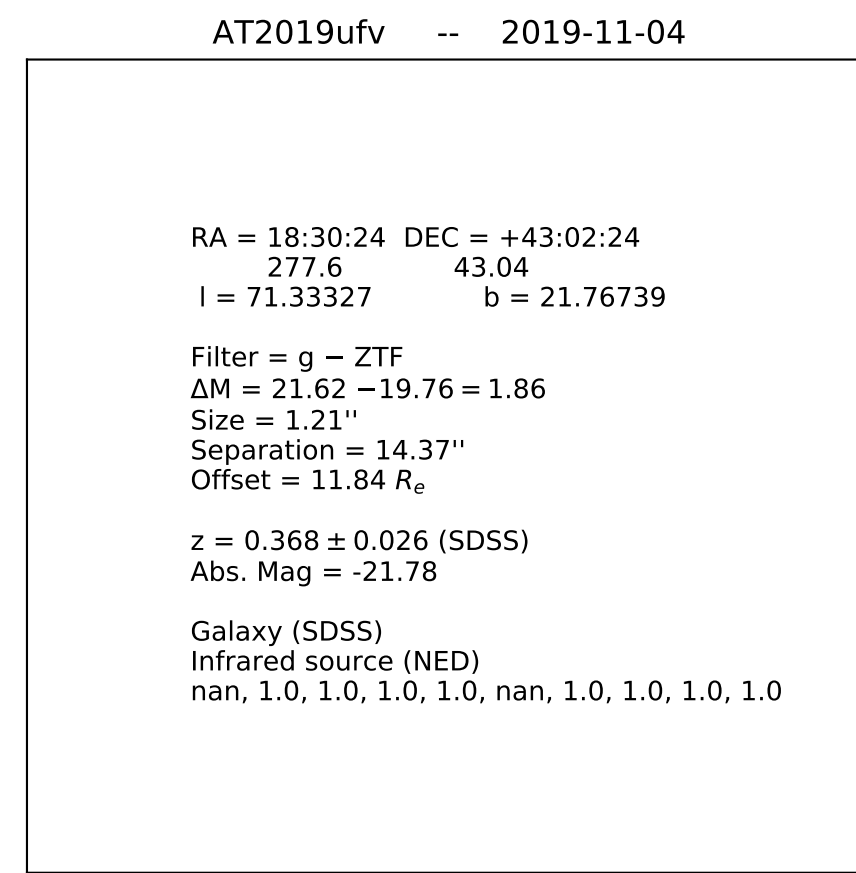 AT2019ufv -- 2019-11-04
RA = 18:30:24 DEC = +43:02:24
277.6 43.04
l = 71.33327 b = 21.76739
Filter = g − ZTF
ΔM = 21.62 −19.76 = 1.86
Size = 1.21''
Separation = 14.37''
Offset = 11.84 Re
z = 0.368 ± 0.026 (SDSS)
Abs. Mag = -21.78
Galaxy (SDSS)
Infrared source (NED)
nan, 1.0, 1.0, 1.0, 1.0, nan, 1.0, 1.0, 1.0, 1.0